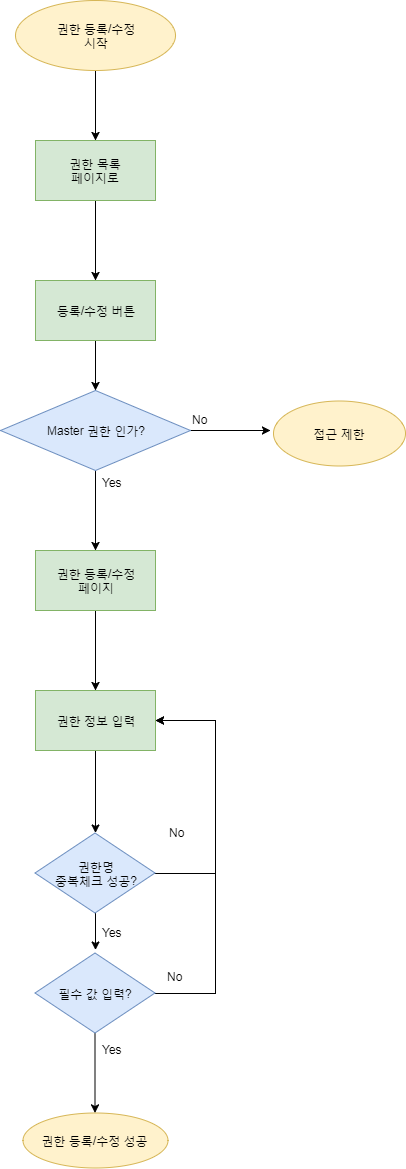 권한 등록/수정
시작
권한 목록
페이지로
등록/수정 버튼
Master 권한 인가?
No
접근 제한
Yes
권한 등록/수정
페이지
권한 정보 입력
No
권한명
중복체크 성공?
Yes
No
필수 값 입력?
Yes
권한 등록/수정 성공